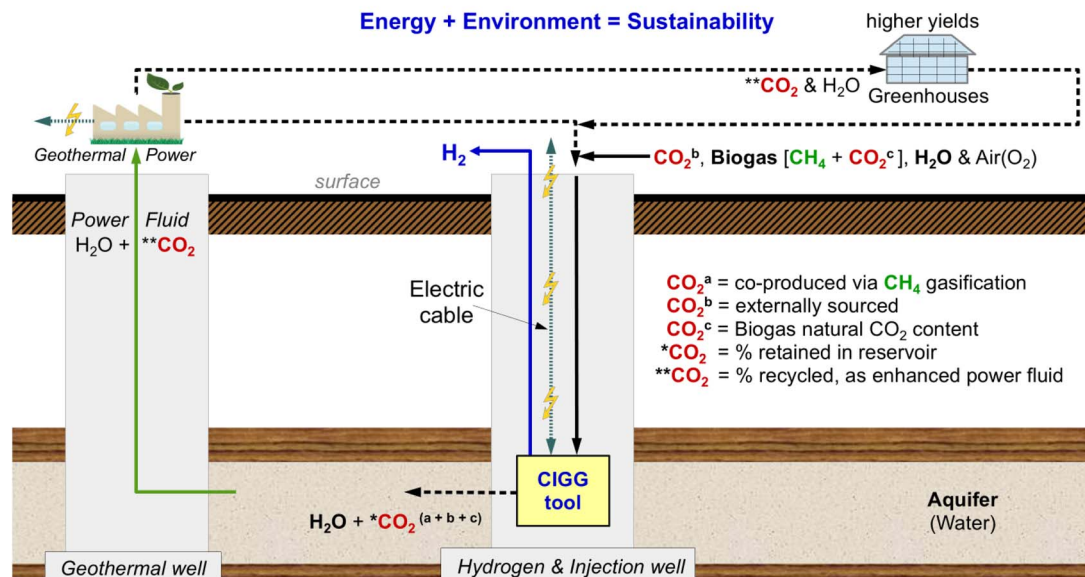 Energy + Environment = Sustainability
higher yields
**CO₂ & H₂O
Greenhouses
Geothermal Power
H₂
CO₂ᵇ, Biogas [CH₄ + CO₂ᶜ], H₂O & Air(O₂)
surface
Power Fluid
H₂O + **CO₂
Electric
cable
CO₂ᵃ = co-produced via CH₄ gasification
CO₂ᵇ = externally sourced
CO₂ᶜ = Biogas natural CO₂ content
*CO₂ = % retained in reservoir
**CO₂ = % recycled, as enhanced power fluid
CIGG
tool
H₂O + *CO₂ ⁽ᵃ ⁺ ᵇ ⁺ ᶜ⁾
Aquifer
(Water)
Geothermal well
Hydrogen & Injection well